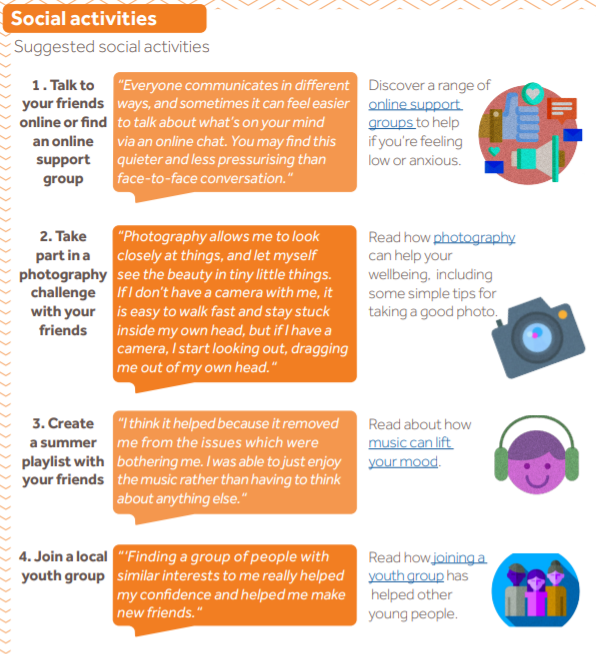 Social activities
Suggested social activities
1 . Talk to
your friends
online or find
an online
support
group
“Everyone communicates in different
ways, and sometimes it can feel easier
to talk about what's on your mind
via an online chat. You may find this
quieter and less pressurising than
face-to-face conversation.“
Discover a range of
online support
groups to help
if you’re feeling
low or anxious.
2. Take
part in a
photography
challenge
with your
friends
“Photography allows me to look
closely at things, and let myself
see the beauty in tiny little things.
If I don't have a camera with me, it
is easy to walk fast and stay stuck
inside my own head, but if I have a
camera, I start looking out, dragging
me out of my own head.“
Read how photography
can help your
wellbeing, including
some simple tips for
taking a good photo.
3. Create
a summer
playlist with
your friends
“I think it helped because it removed
me from the issues which were
bothering me. I was able to just enjoy
the music rather than having to think
about anything else.“
Read about how
music can lift
your mood.
4. Join a local
youth group
“‘Finding a group of people with
similar interests to me really helped
my confidence and helped me make
new friends.“
Read how joining a
youth group has
helped other
young people.